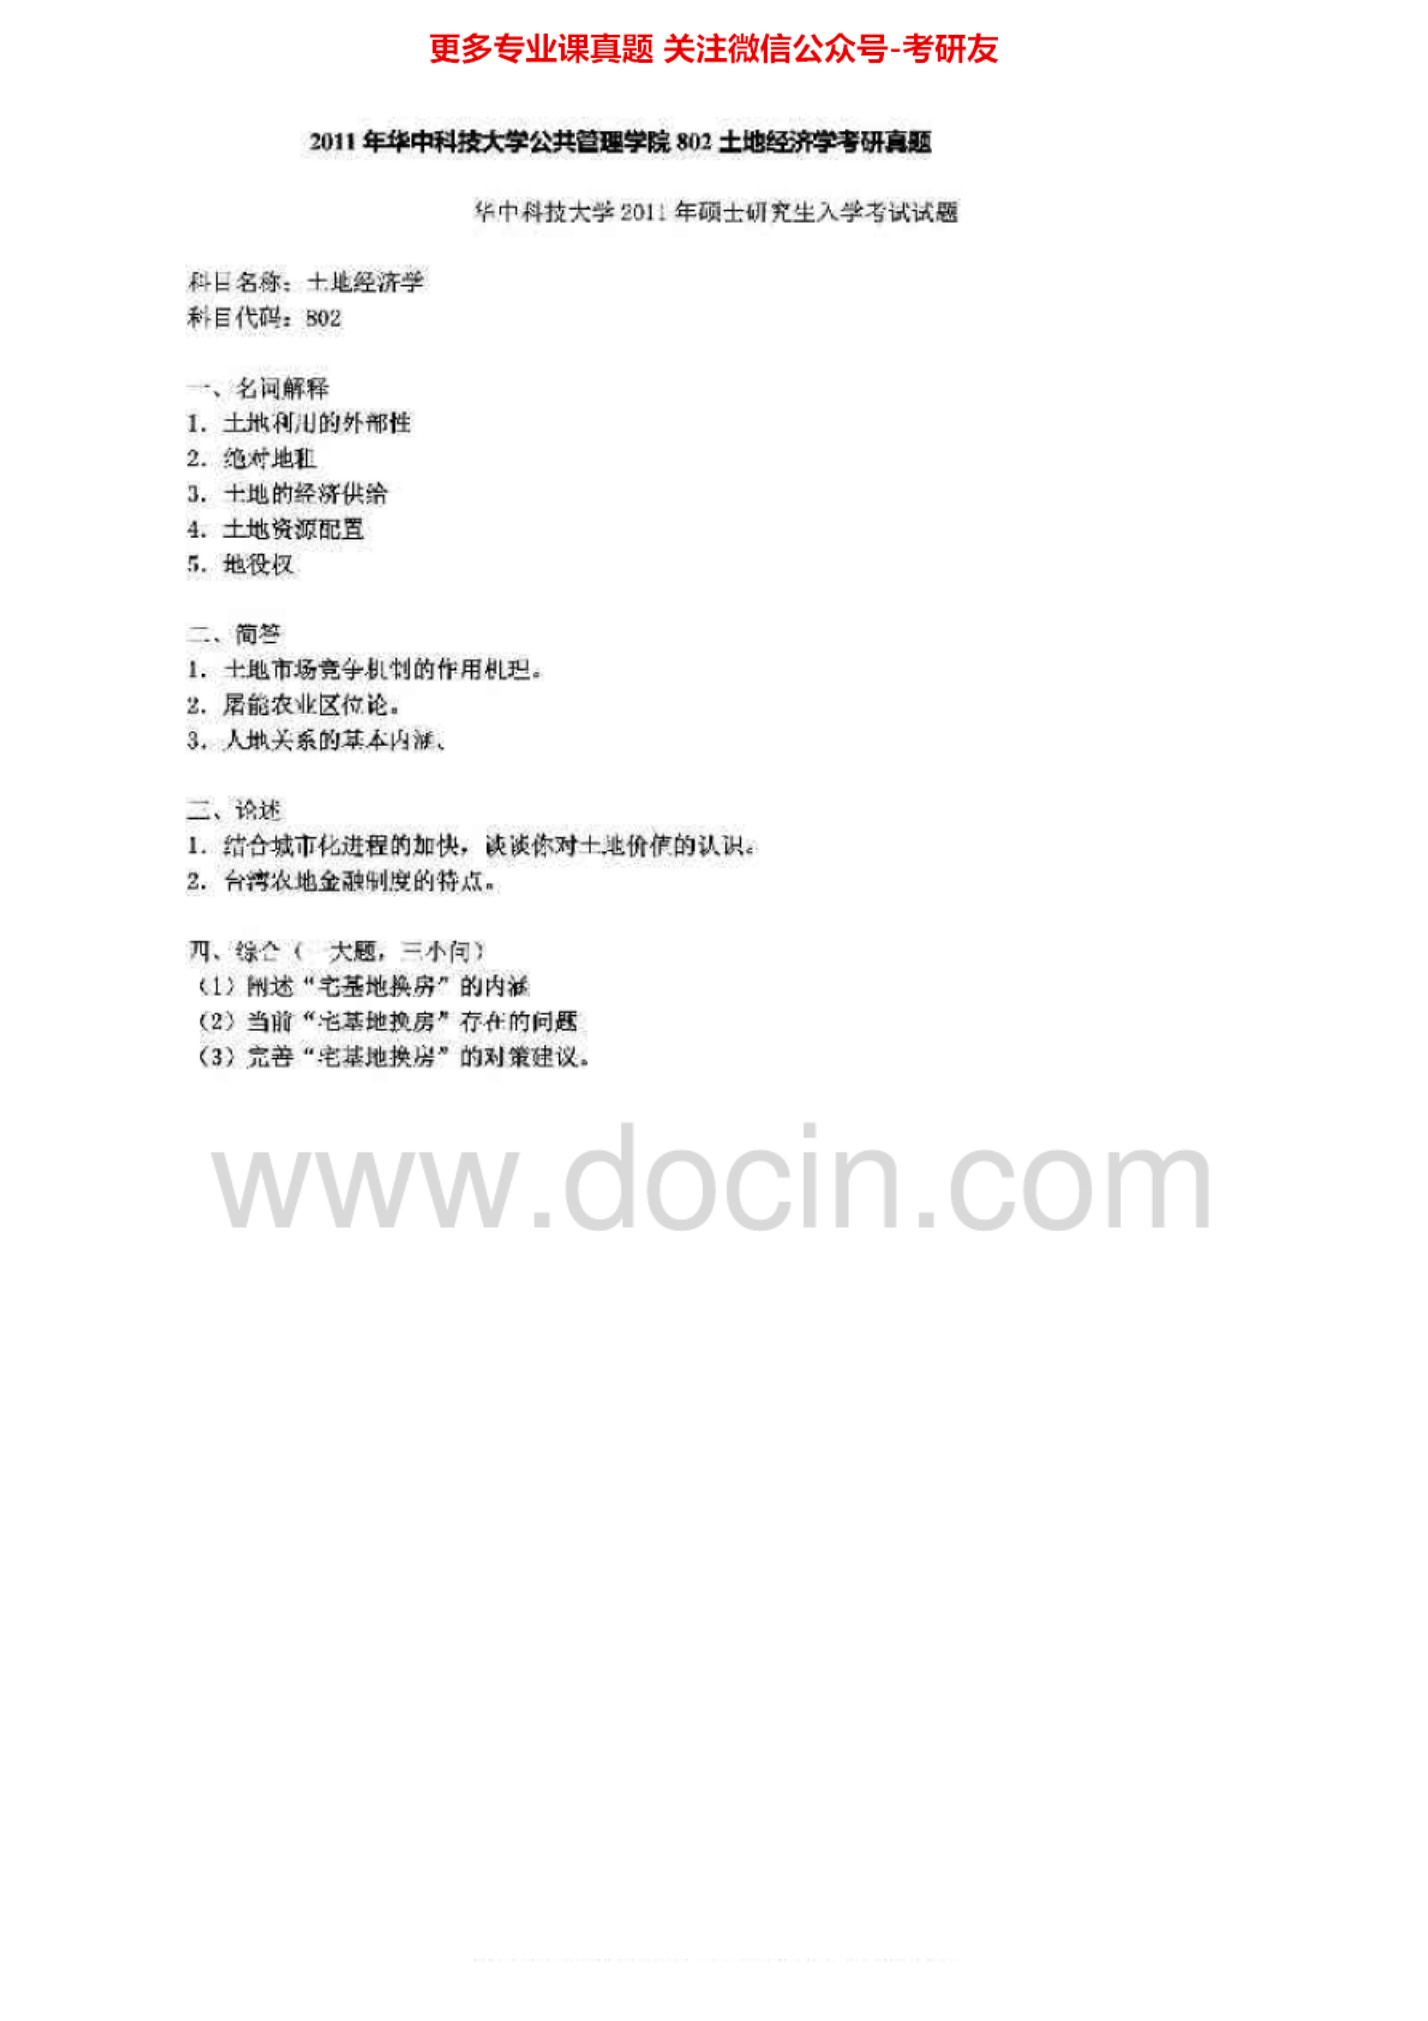 更多专业课真题 关注微信公众号-考研友
2011 年华中科技大学公共管理学院 802 土地经济学考研真题
华中科技大学 2011 年硕士研究生入学考试试题
科目名称：土地经济学
科目代码：802
一、名词解释
1．土地利用的外部性
2．绝对地租
3．土地的经济供给
4．土地资源配置
5．地役权
二、简答
1．土地市场竞争机制的作用机理。
2．屠能农业区位论。
3．人地关系的基本内涵、
三、论述
1．结合城市化进程的加快，谈谈你对土地价值的认识。
2．台湾农地金融制度的特点。
四、综合（一大题，三小问）
（1）阐述“宅基地换房”的内涵
（2）当前“宅基地换房”存在的问题
（3）完善“宅基地换房”的对策建议。
www.docin.com